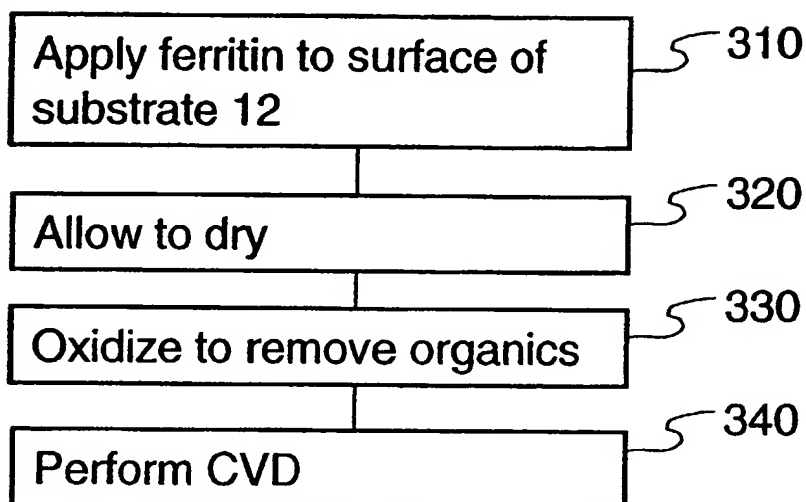 Apply ferritin to surface of 310
substrate 12
Allow to dry 320
Oxidize to remove organics 330
Perform CVD 340